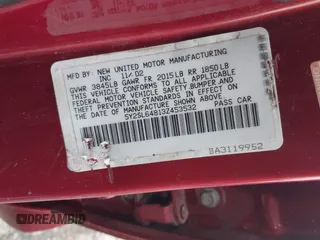 MFD BY NEW UNITED MOTOR MANUFACTURING
INC 11/02
GVWR 3845LB GAWR FR 2015LB RR 1850LB
THIS VEHICLE CONFORMS TO ALL APPLICABLE
FEDERAL MOTOR VEHICLE SAFETY,BUMPER,AND
THEFT PREVENTION STANDARDS IN EFFECT ON
THE DATE OF MANUFACTURE SHOWN ABOVE.
5Y2SL64813Z453532 PASS CAR
BA3119952
DREAMBID